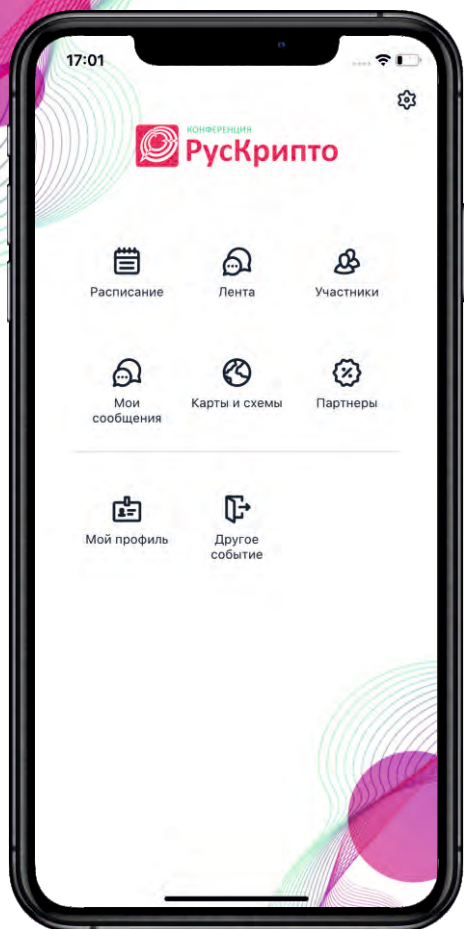 17:01
КОНФЕРЕНЦИЯ
РусКрипто
Расписание
Лента
Участники
Мои
сообщения
Карты и схемы
Партнеры
Мой профиль
Другое
событие